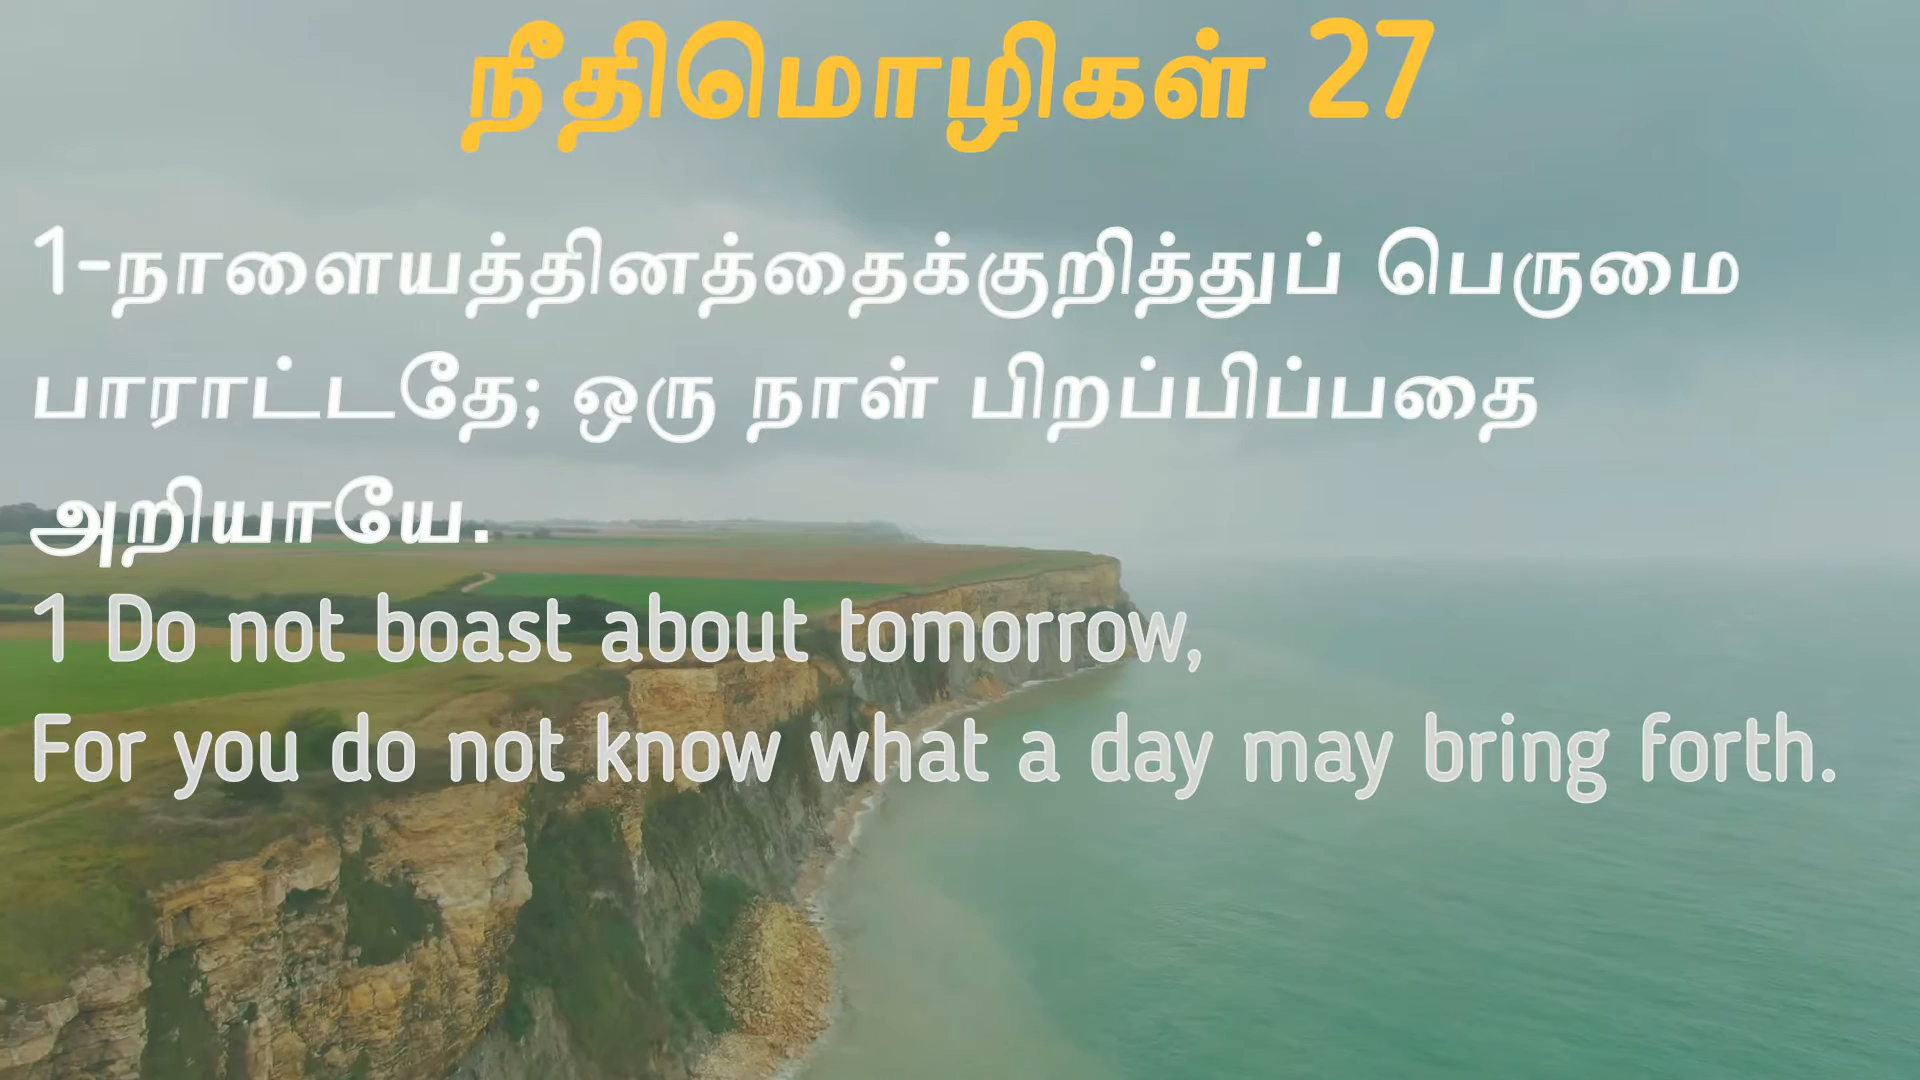 நீதிமொழிகள் 27
1-நாளையத்தினத்தைக்குறித்துப் பெருமை
பாராட்டதே; ஒரு நாள் பிறப்பிப்பதை
அறியாயே.
1 Do not boast about tomorrow,
For you do not know what a day may bring forth.